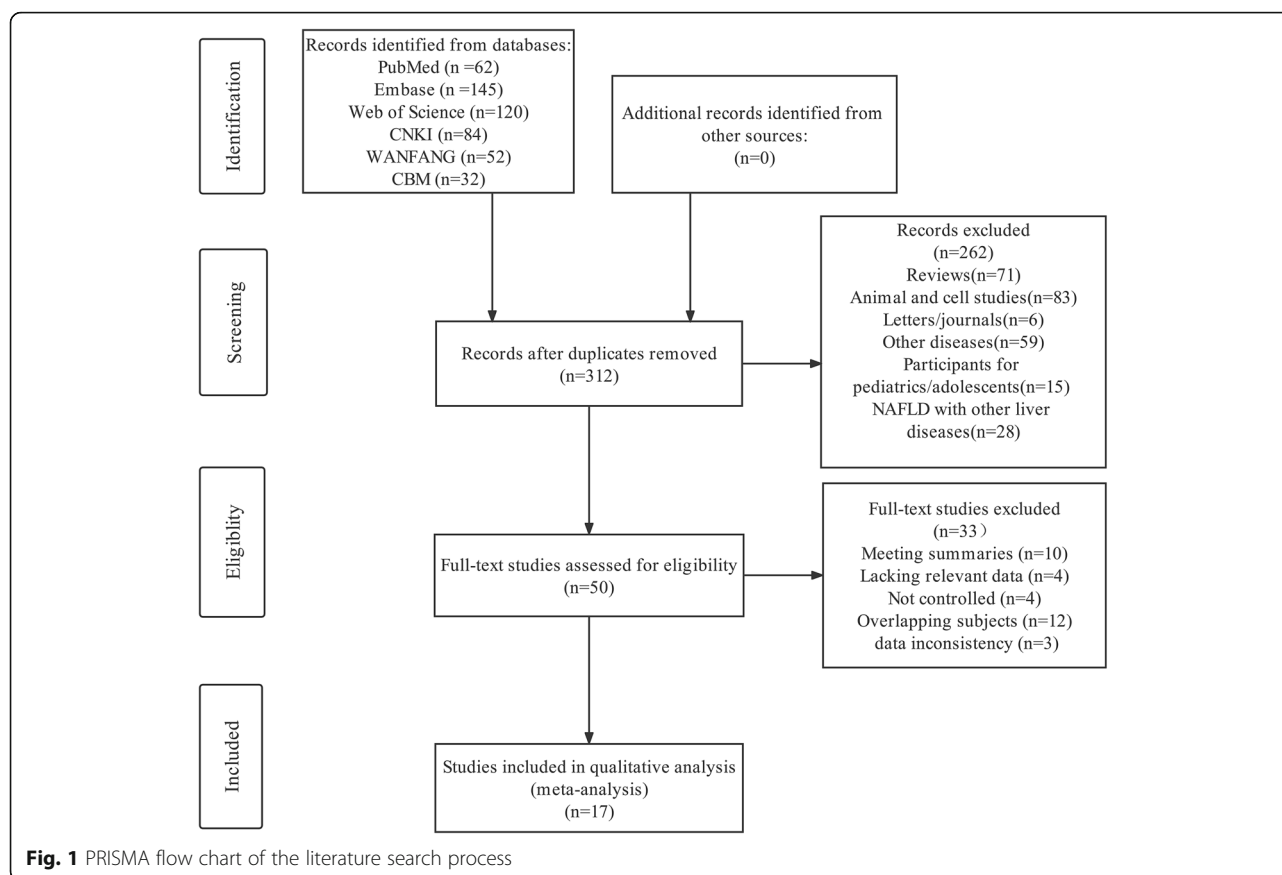 Identification
Records identified from databases:
PubMed (n =62)
Embase (n =145)
Web of Science (n=120)
CNKI (n=84)
WANFANG (n=52)
CBM (n=32)
Additional records identified from
other sources:
(n=0)
Screening
Records after duplicates removed
(n=312)
Records excluded
(n=262)
Reviews(n=71)
Animal and cell studies(n=83)
Letters/journals(n=6)
Other diseases(n=59)
Participants for
pediatrics/adolescents(n=15)
NAFLD with other liver
diseases(n=28)
Eligiblity
Full-text studies assessed for eligibility
(n=50)
Full-text studies excluded
(n=33）
Meeting summaries (n=10)
Lacking relevant data (n=4)
Not controlled (n=4)
Overlapping subjects (n=12)
data inconsistency (n=3)
Included
Studies included in qualitative analysis
(meta-analysis)
(n=17)
Fig. 1 PRISMA flow chart of the literature search process